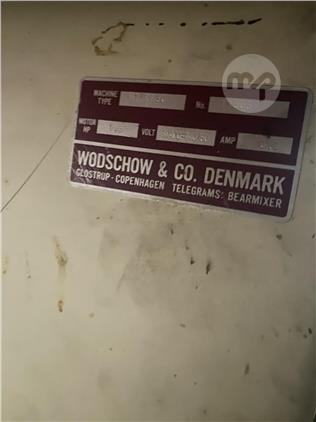 MACHINE TYPE No.
MOTOR HP VOLT AMP
WODSCHOW & CO. DENMARK
GLOSTRUP - COPENHAGEN TELEGRAMS: BEARMIXER